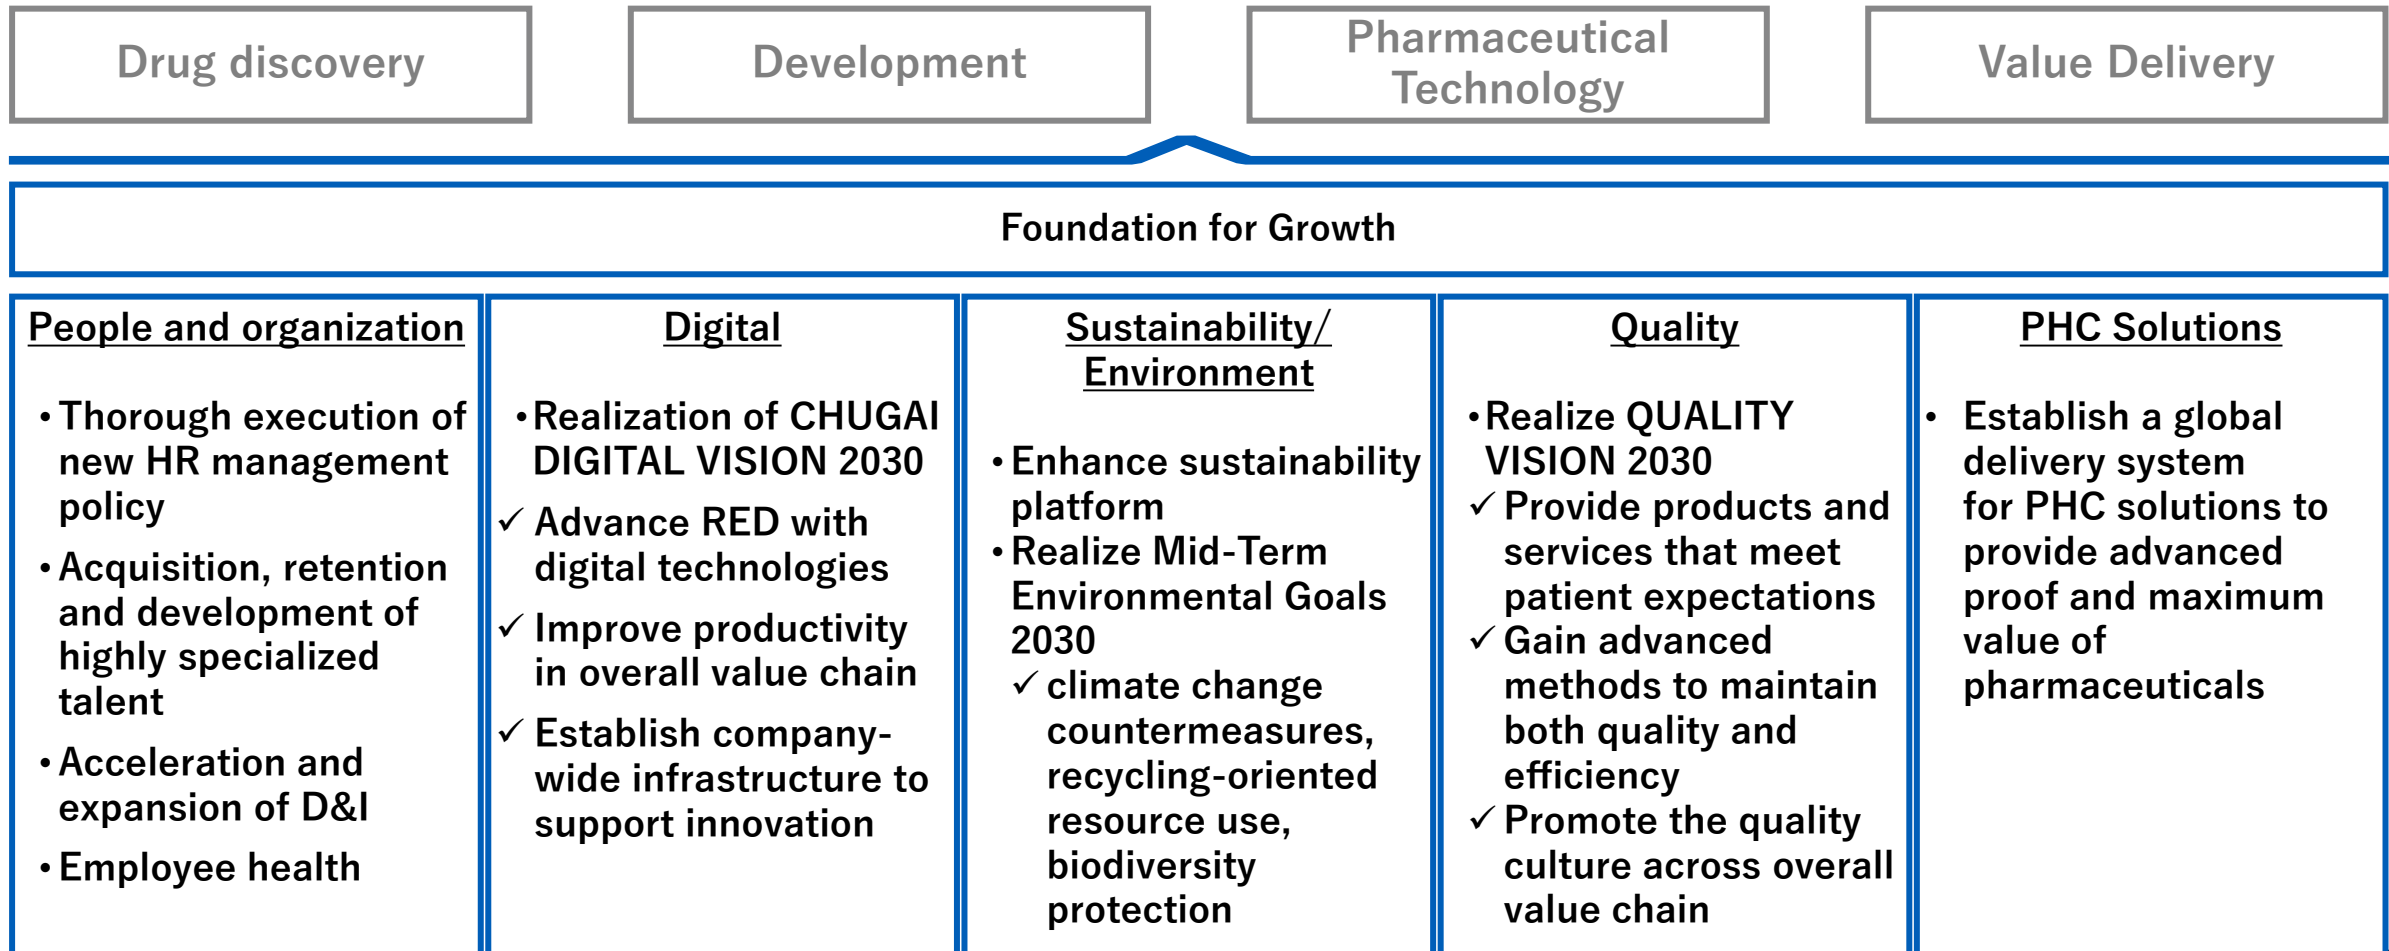 Drug discovery
Development
Pharmaceutical
Technology
Value Delivery
Foundation for Growth
People and organization
• Thorough execution of
new HR management
policy
• Acquisition, retention
and development of
highly specialized
talent
• Acceleration and
expansion of D&I
• Employee health
Digital
• Realization of CHUGAI
DIGITAL VISION 2030
✓ Advance RED with
digital technologies
✓ Improve productivity
in overall value chain
✓ Establish company-
wide infrastructure to
support innovation
Sustainability/
Environment
• Enhance sustainability
platform
• Realize Mid-Term
Environmental Goals
2030
✓ climate change
countermeasures,
recycling-oriented
resource use,
biodiversity
protection
Quality
• Realize QUALITY
VISION 2030
✓ Provide products and
services that meet
patient expectations
✓ Gain advanced
methods to maintain
both quality and
efficiency
✓ Promote the quality
culture across overall
value chain
PHC Solutions
• Establish a global
delivery system
for PHC solutions to
provide advanced
proof and maximum
value of
pharmaceuticals